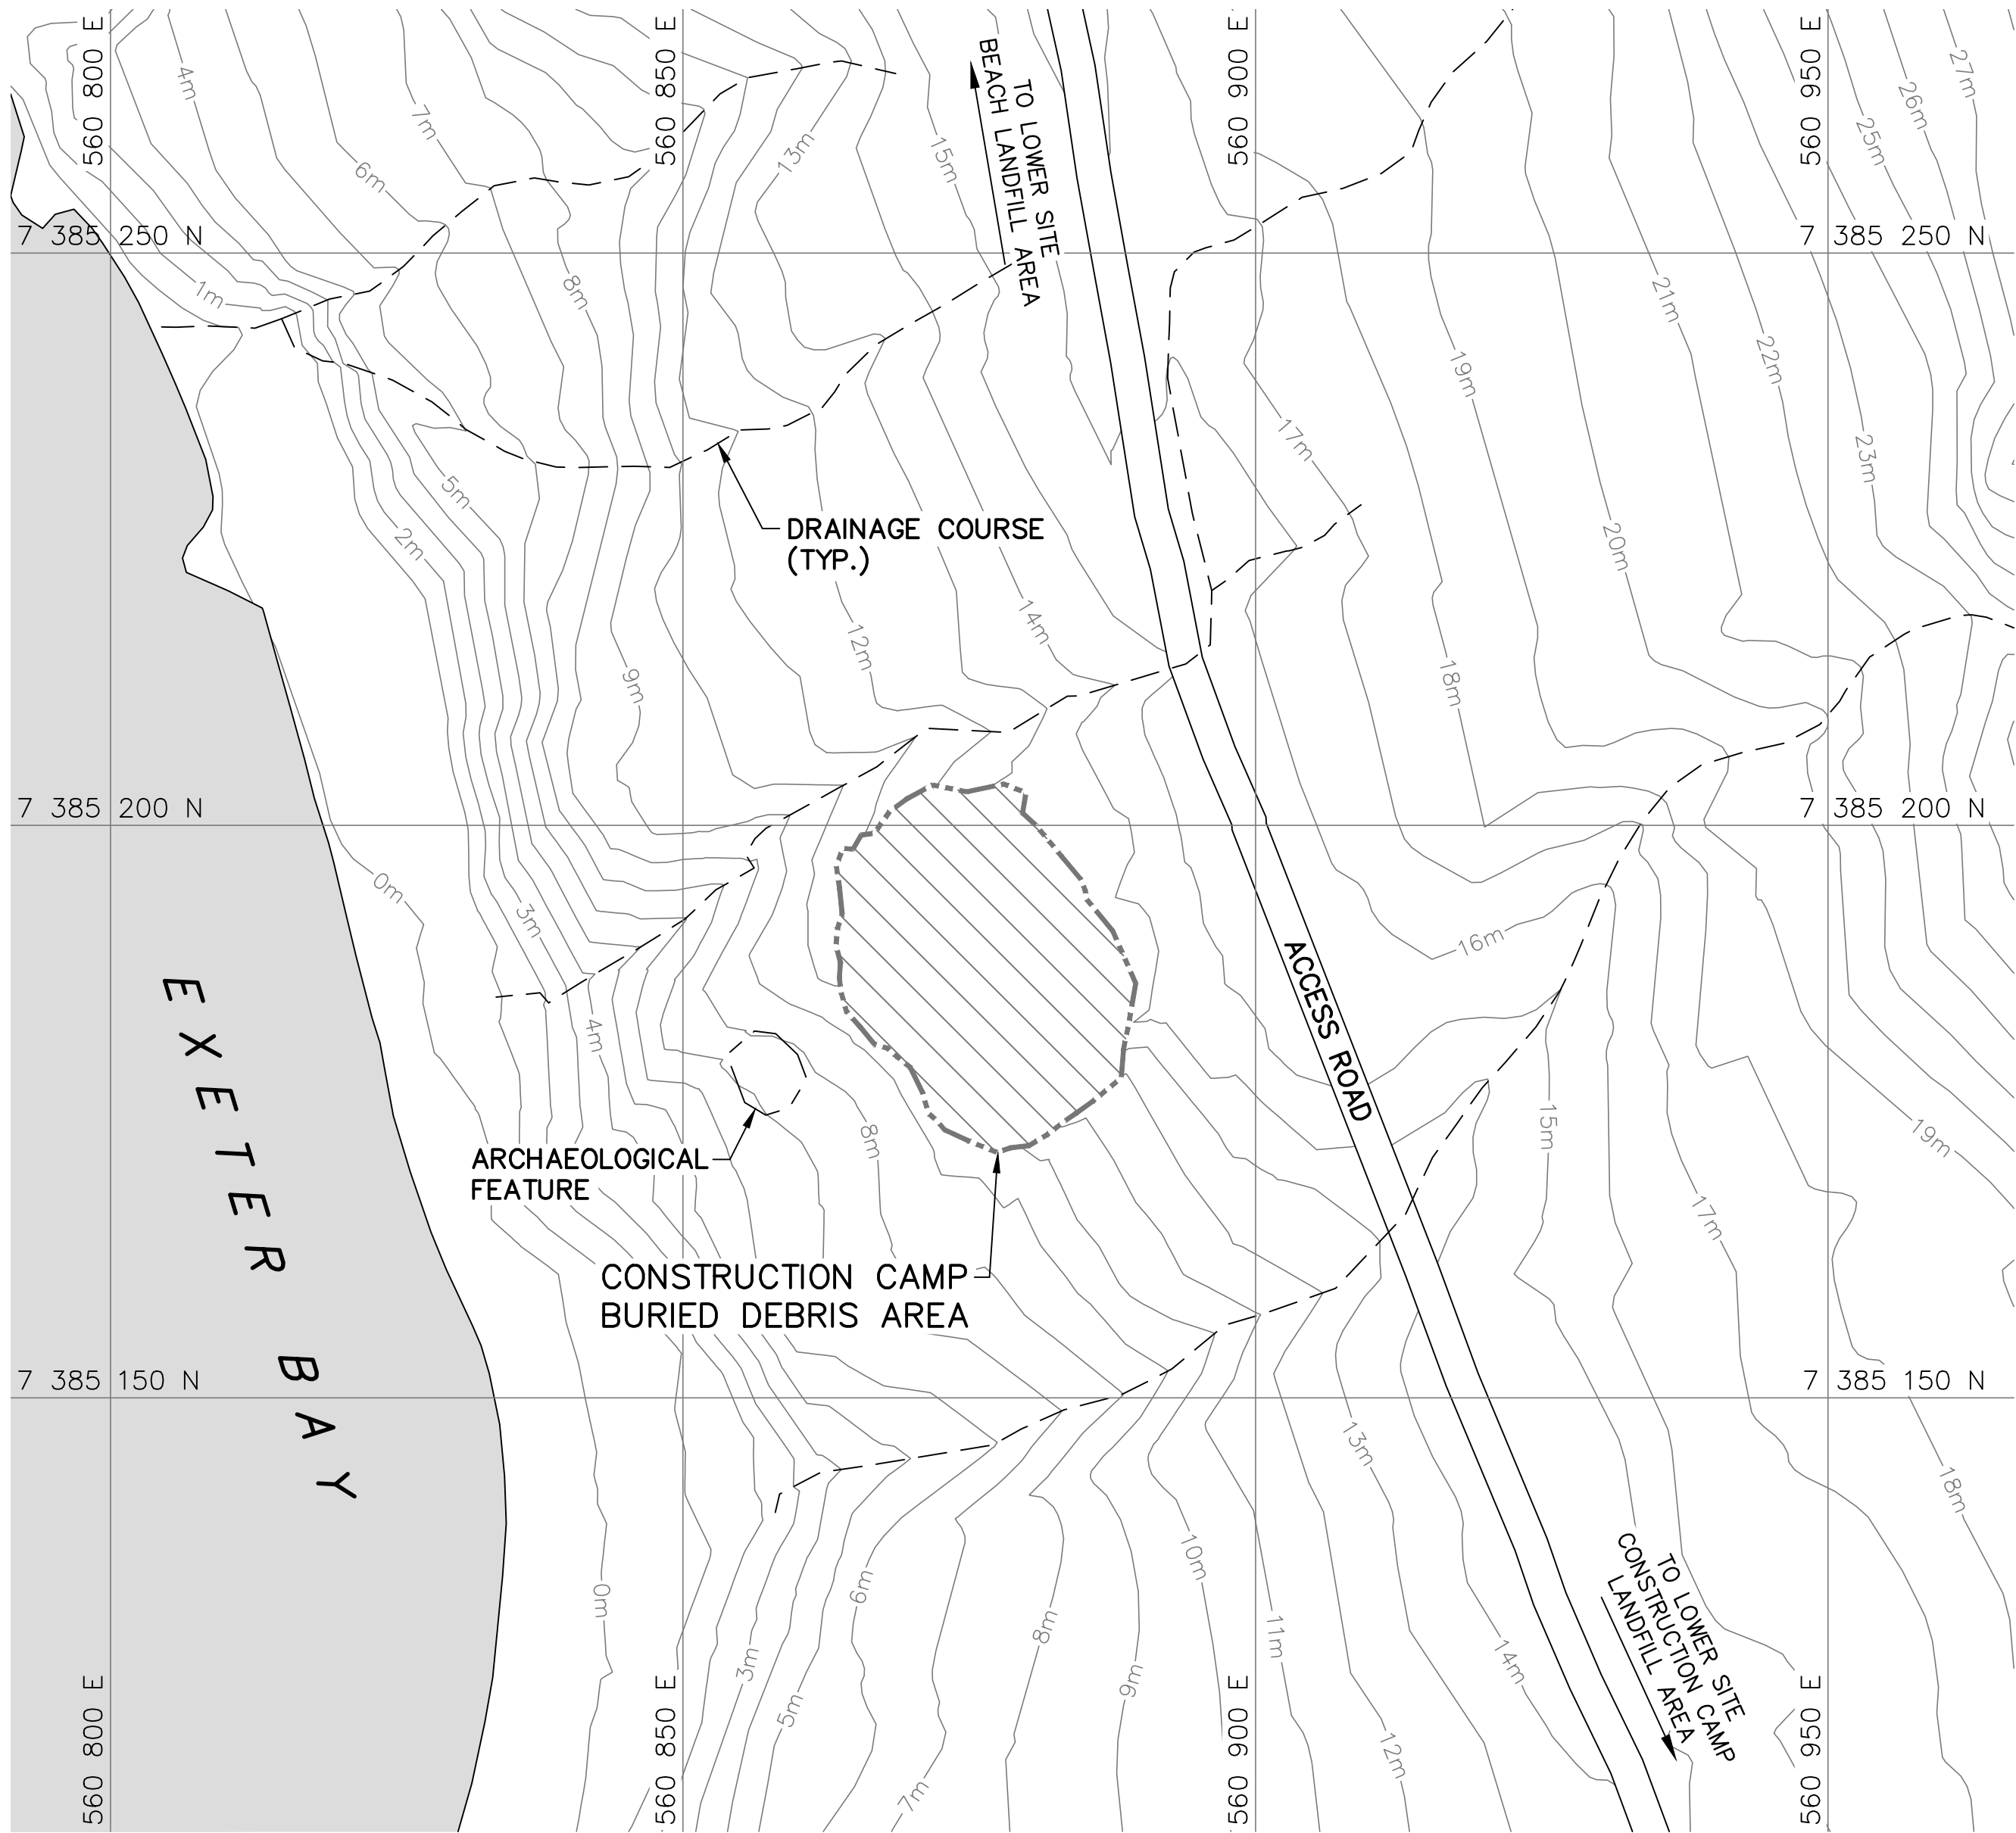 560 800 E
560 850 E
560 900 E
560 950 E
4m
7m
6m
13m
15m
27m
26m
25m
TO LOWER SITE
BEACH LANDFILL AREA
7 385 250 N
7 385 250 N
1m
8m
21m
22m
19m
17m
23m
5m
2m
20m
DRAINAGE COURSE
(TYP.)
14m
12m
9m
18m
7 385 200 N
7 385 200 N
0m
3m
16m
4m
ACCESS ROAD
EXETER BAY
8m
15m
19m
17m
ARCHAEOLOGICAL
FEATURE
CONSTRUCTION CAMP
BURIED DEBRIS AREA
7 385 150 N
7 385 150 N
13m
18m
10m
6m
0m
8m
11m
3m
9m
5m
14m
12m
7m
TO LOWER SITE
CONSTRUCTION CAMP
LANDFILL AREA
560 800 E
560 850 E
560 900 E
560 950 E